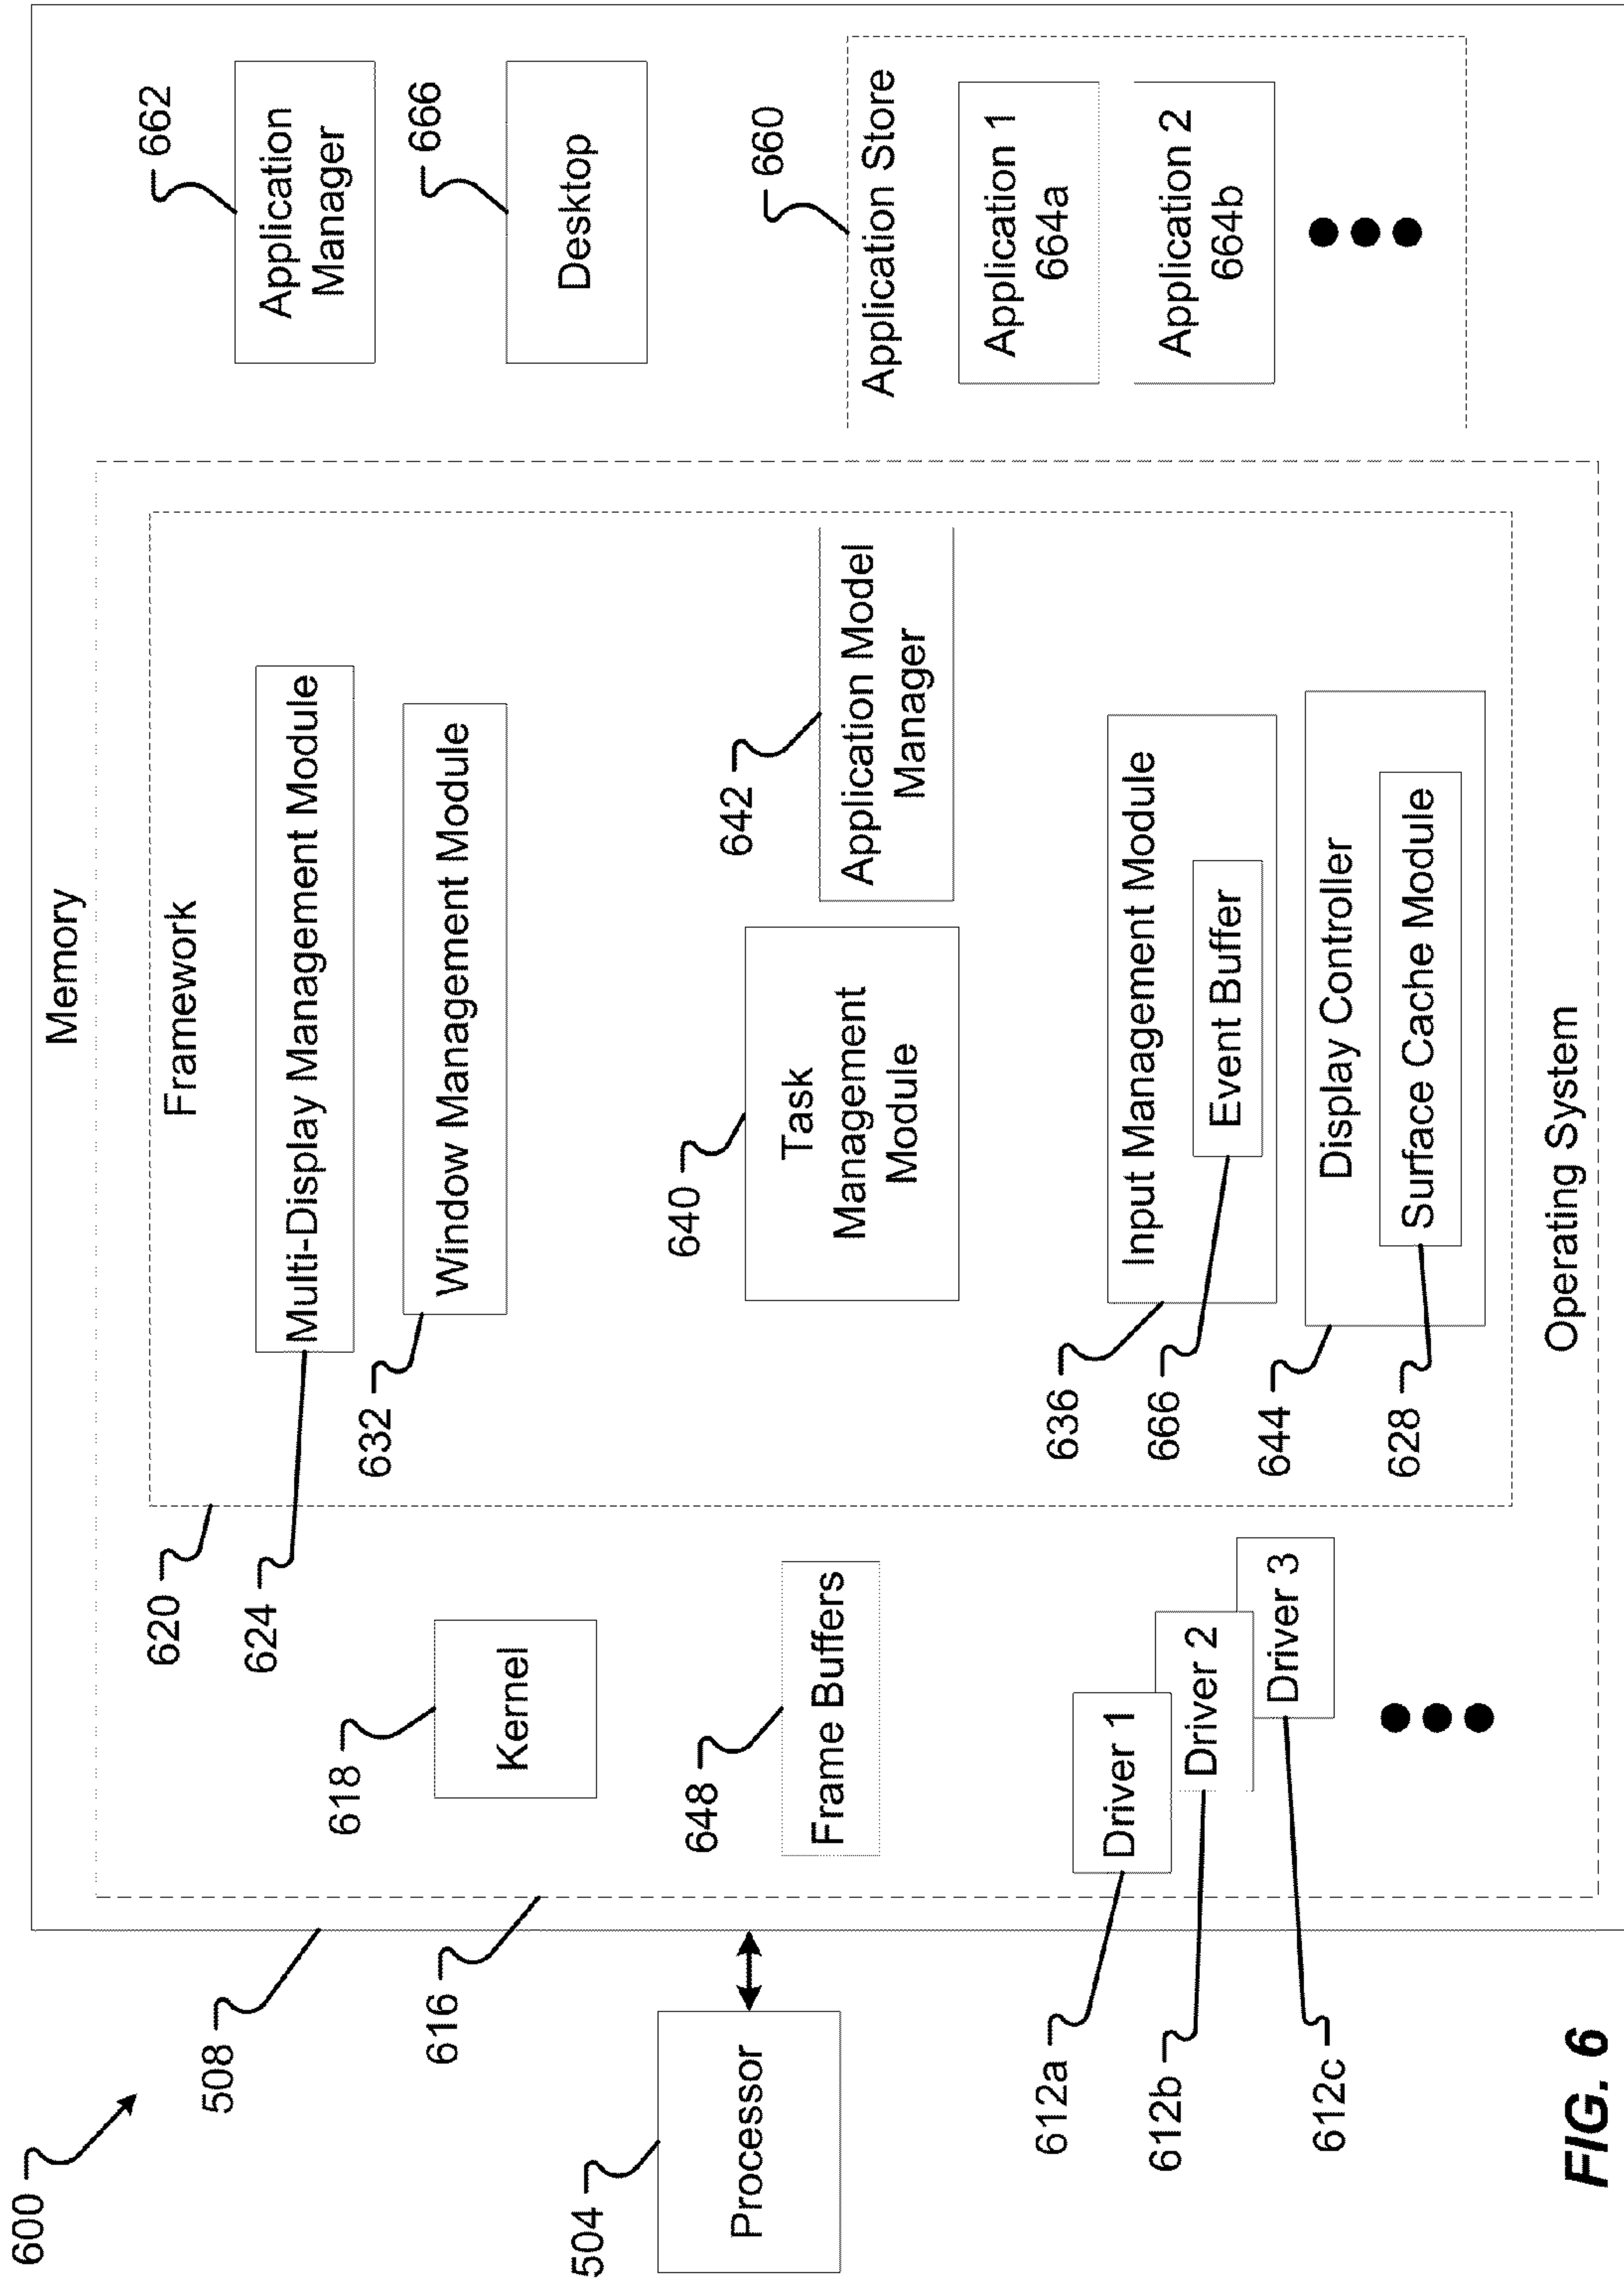 600
508
Memory
616
620
Framework
624
Multi-Display Management Module
632
Window Management Module
618
Kernel
504
Processor
648
Frame Buffers
640
Task
Management
Module
642
Application Model
Manager
612a
Driver 1
612b
Driver 2
612c
Driver 3
636
Input Management Module
666
Event Buffer
644
Display Controller
628
Surface Cache Module
Operating System
662
Application
Manager
666
Desktop
660
Application Store
Application 1
664a
Application 2
664b
FIG. 6